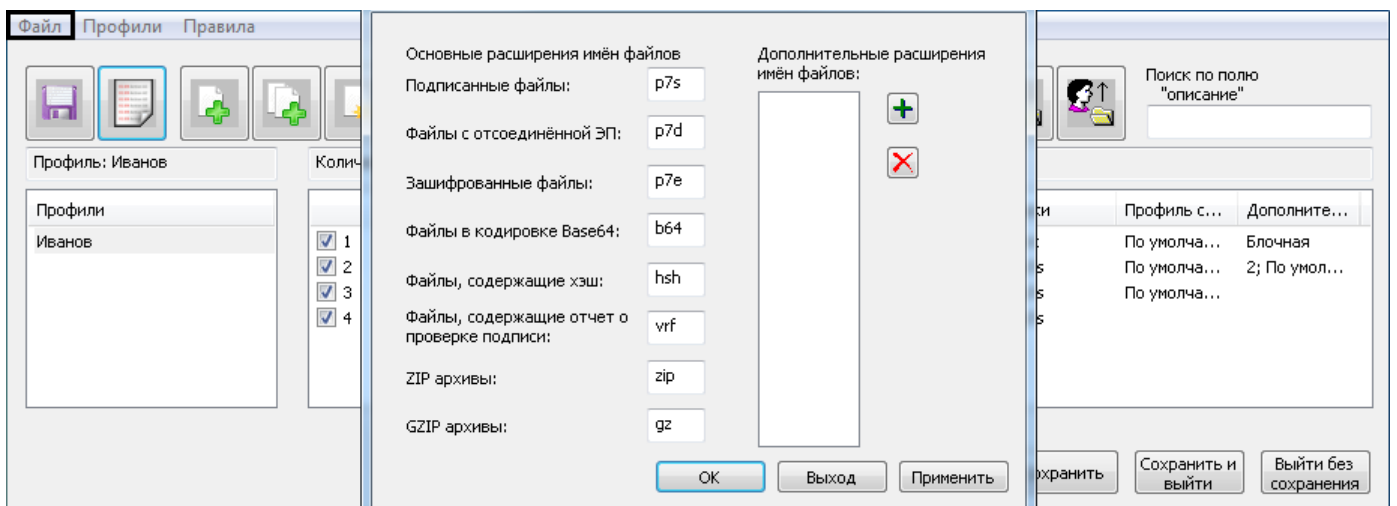 Файл Профили Правила
Основные расширения имён файлов
Дополнительные расширения
имён файлов:
Подписанные файлы: p7s
Файлы с отсоединённой ЭП: p7d
Зашифрованные файлы: p7e
Файлы в кодировке Base64: b64
Файлы, содержащие хэш: hsh
Файлы, содержащие отчет о
проверке подписи: vrf
ZIP архивы: zip
GZIP архивы: gz
OK Выход Применить
Поиск по полю
"описание"
Профиль: Иванов
Профили
Иванов
1
2
3
4
Профиль с... Дополните...
По умолча... Блочная
По умолча... 2; По умол...
По умолча...
Сохранить и
выйти
Выйти без
сохранения